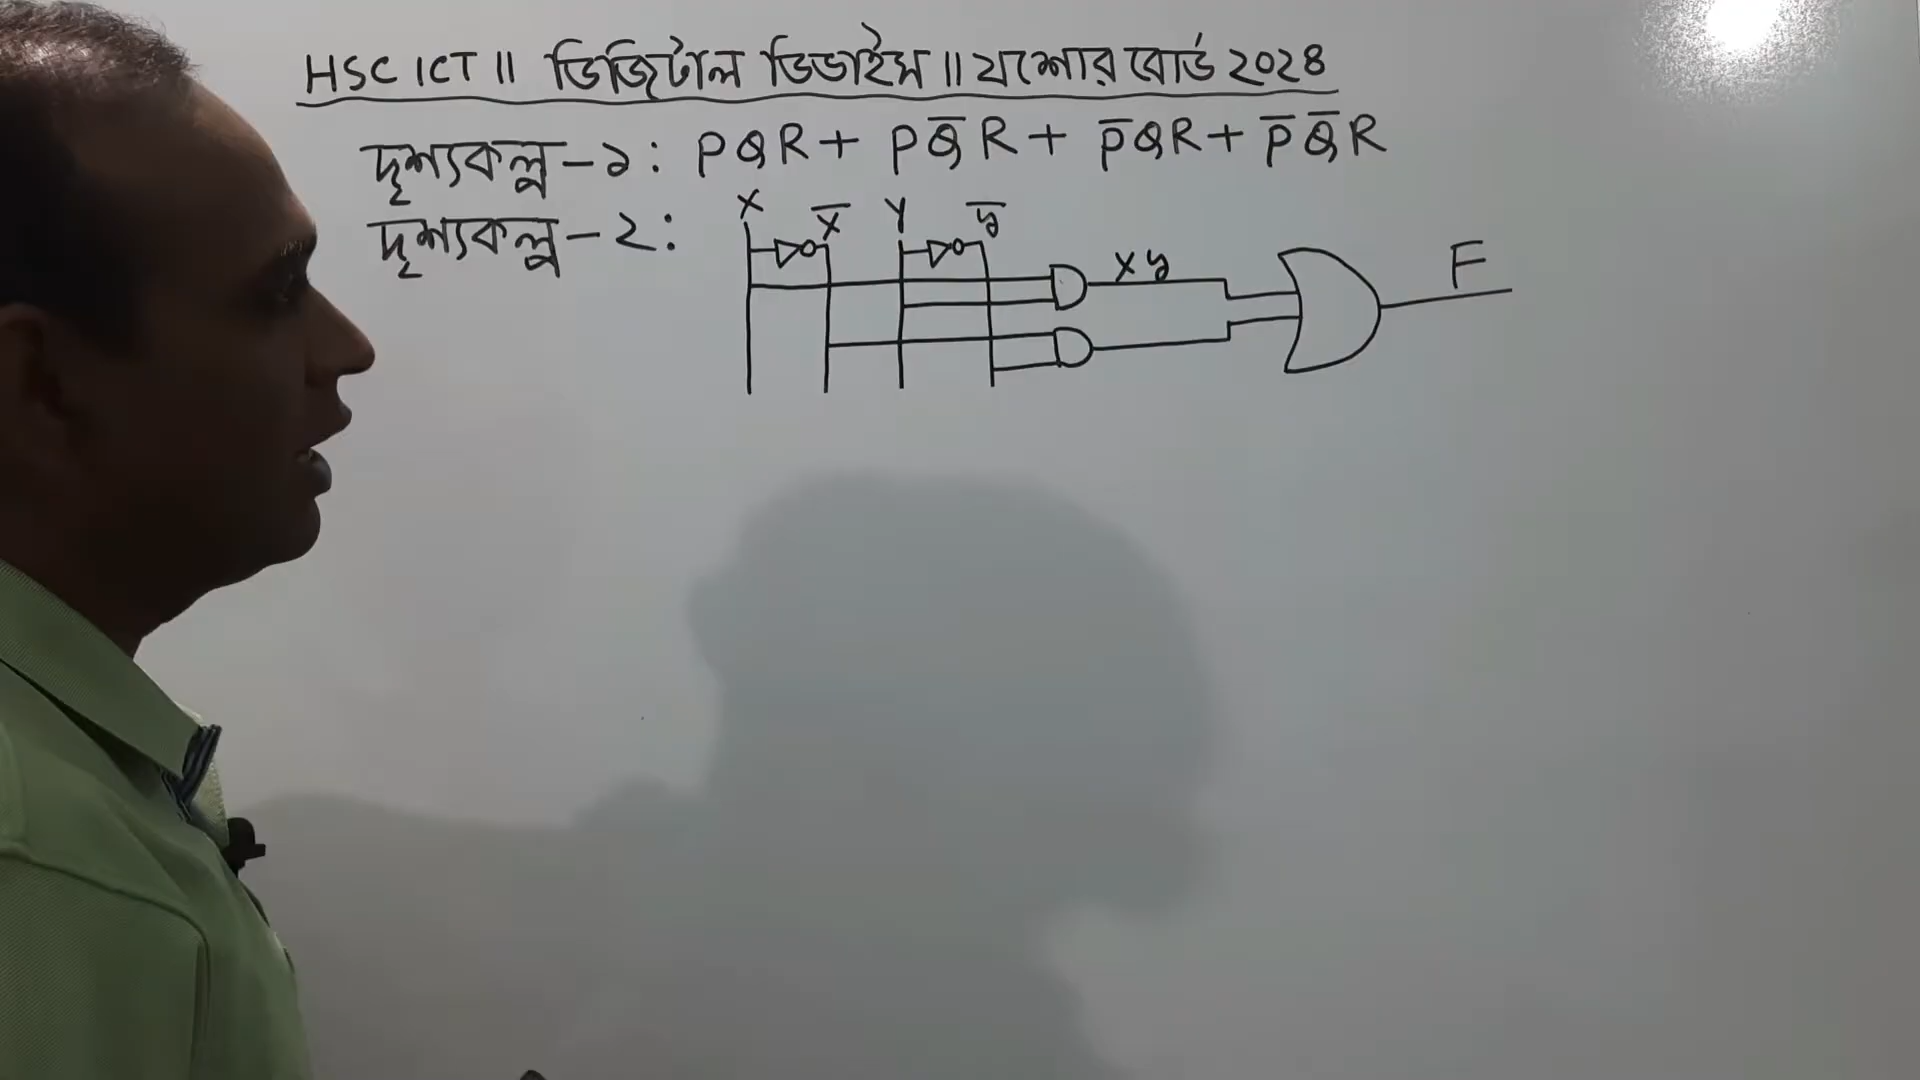 HSC ICT || ডিজিটাল ডিভাইস || যশোর বোর্ড ২০২৪
দৃশ্যকল্প-১: PQR + PQ̅R + P̅QR + P̅Q̅R
দৃশ্যকল্প-২:
X X̅ Y y̅
xy
F